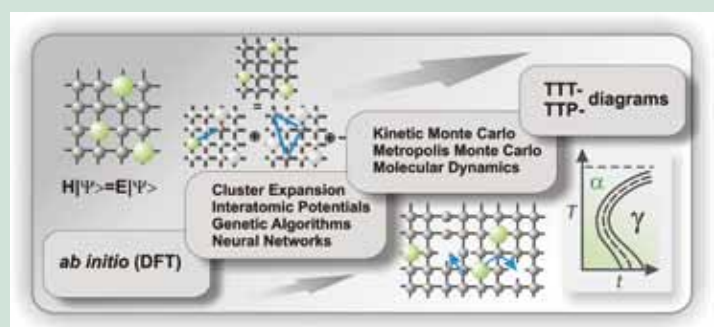 H|Ψ>=E|Ψ>
ab initio (DFT)
Cluster Expansion
Interatomic Potentials
Genetic Algorithms
Neural Networks
Kinetic Monte Carlo
Metropolis Monte Carlo
Molecular Dynamics
TTT-
TTP- diagrams
α
γ
T
t